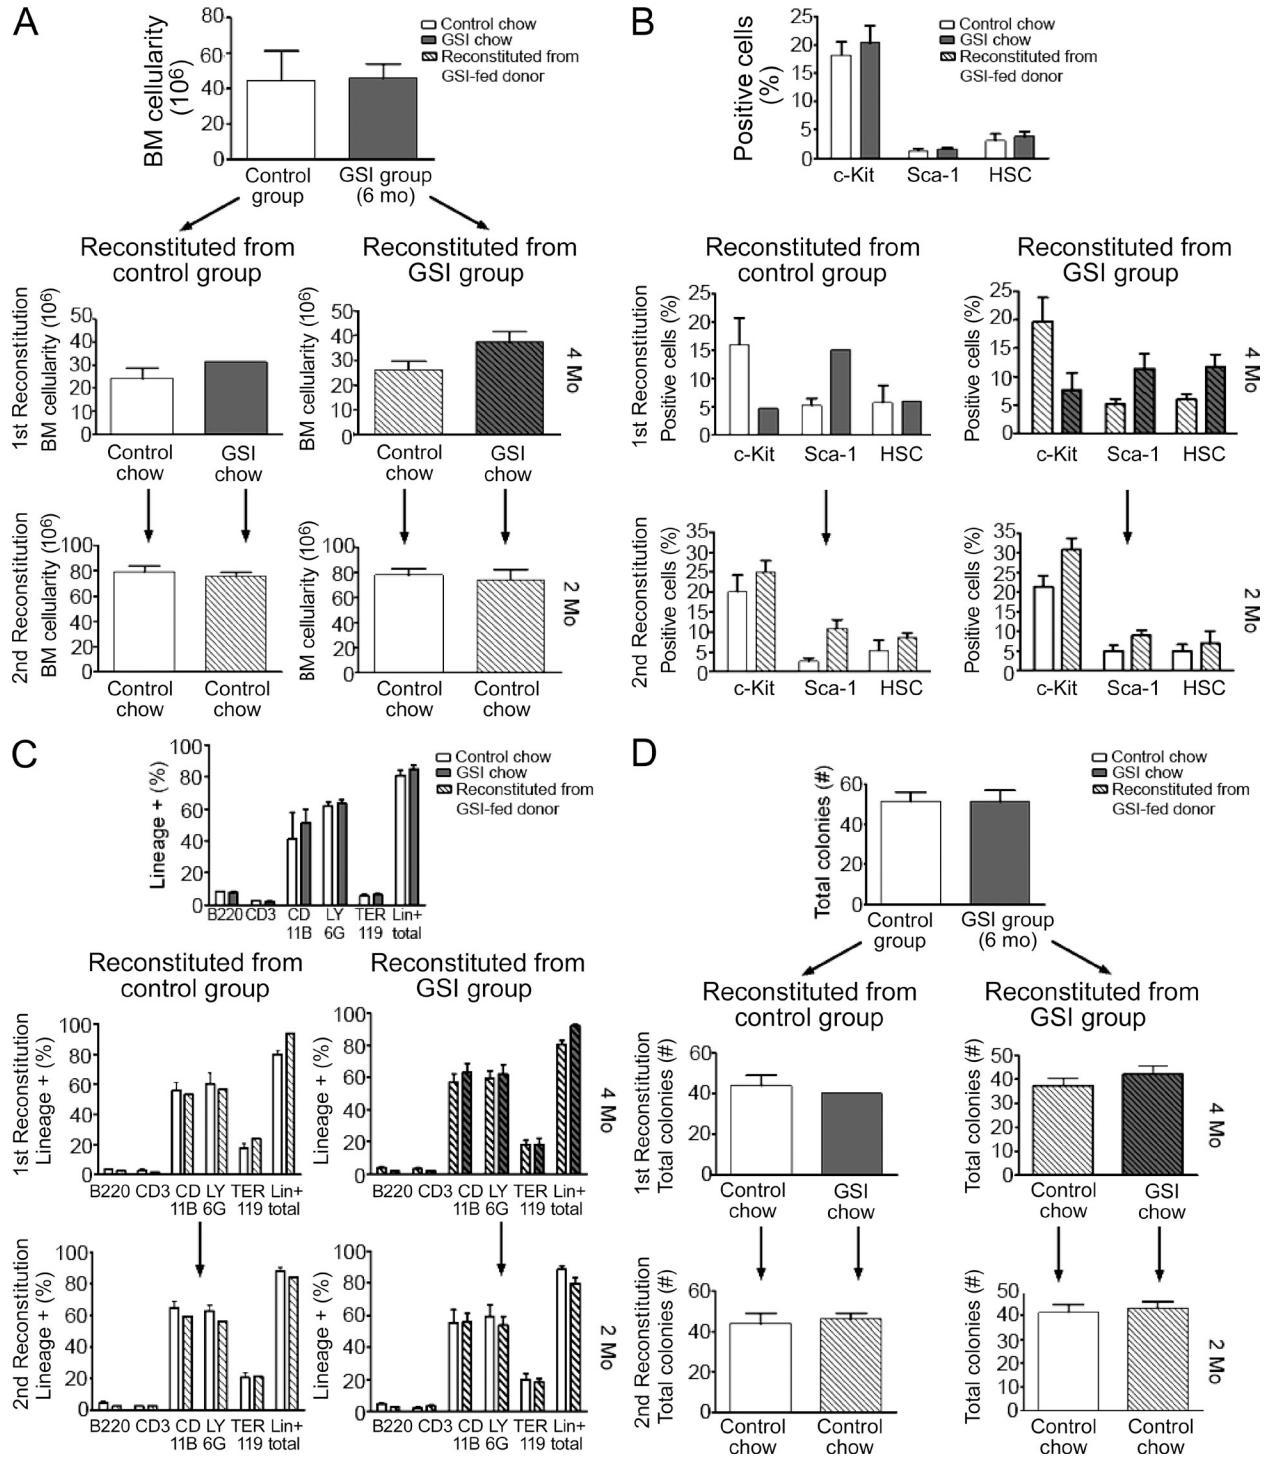 A
BM cellularity
(10⁶)
80
60
40
20
0
Control chow
GSI chow
Reconstituted from
GSI-fed donor
Control
group
GSI group
(6 mo)
Reconstituted from
control group
Reconstituted from
GSI group
1st Reconstitution
BM cellularity (10⁶)
50
40
30
20
10
0
Control
chow
GSI
chow
BM cellularity (10⁶)
50
40
30
20
10
0
Control
chow
GSI
chow
4 Mo
2nd Reconstitution
BM cellularity (10⁶)
100
80
60
40
20
0
Control
chow
Control
chow
BM cellularity (10⁶)
100
80
60
40
20
0
Control
chow
Control
chow
2 Mo
B
Positive cells
(%)
25
20
15
10
5
0
c-Kit
Sca-1
HSC
Control chow
GSI chow
Reconstituted from
GSI-fed donor
Reconstituted from
control group
Reconstituted from
GSI group
1st Reconstitution
Positive cells (%)
25
20
15
10
5
0
c-Kit
Sca-1
HSC
Positive cells (%)
25
20
15
10
5
0
c-Kit
Sca-1
HSC
4 Mo
2nd Reconstitution
Positive cells (%)
35
30
25
20
15
10
5
0
c-Kit
Sca-1
HSC
Positive cells (%)
35
30
25
20
15
10
5
0
c-Kit
Sca-1
HSC
2 Mo
C
Lineage + (%)
100
80
60
40
20
0
B220 CD3 CD LY TER Lin+
11B 6G 119 total
Control chow
GSI chow
Reconstituted from
GSI-fed donor
Reconstituted from
control group
Reconstituted from
GSI group
1st Reconstitution
Lineage + (%)
100
80
60
40
20
0
B220 CD3 CD LY TER Lin+
11B 6G 119 total
Lineage + (%)
100
80
60
40
20
0
B220 CD3 CD LY TER Lin+
11B 6G 119 total
4 Mo
2nd Reconstitution
Lineage + (%)
100
80
60
40
20
0
B220 CD3 CD LY TER Lin+
11B 6G 119 total
Lineage + (%)
100
80
60
40
20
0
B220 CD3 CD LY TER Lin+
11B 6G 119 total
2 Mo
D
Total colonies (#)
60
40
20
0
Control
group
GSI group
(6 mo)
Control chow
GSI chow
Reconstituted from
GSI-fed donor
Reconstituted from
control group
Reconstituted from
GSI group
1st Reconstitution
Total colonies (#)
60
40
20
0
Control
chow
GSI
chow
Total colonies (#)
50
40
30
20
10
0
Control
chow
GSI
chow
4 Mo
2nd Reconstitution
Total colonies (#)
60
40
20
0
Control
chow
Control
chow
Total colonies (#)
50
40
30
20
10
0
Control
chow
Control
chow
2 Mo